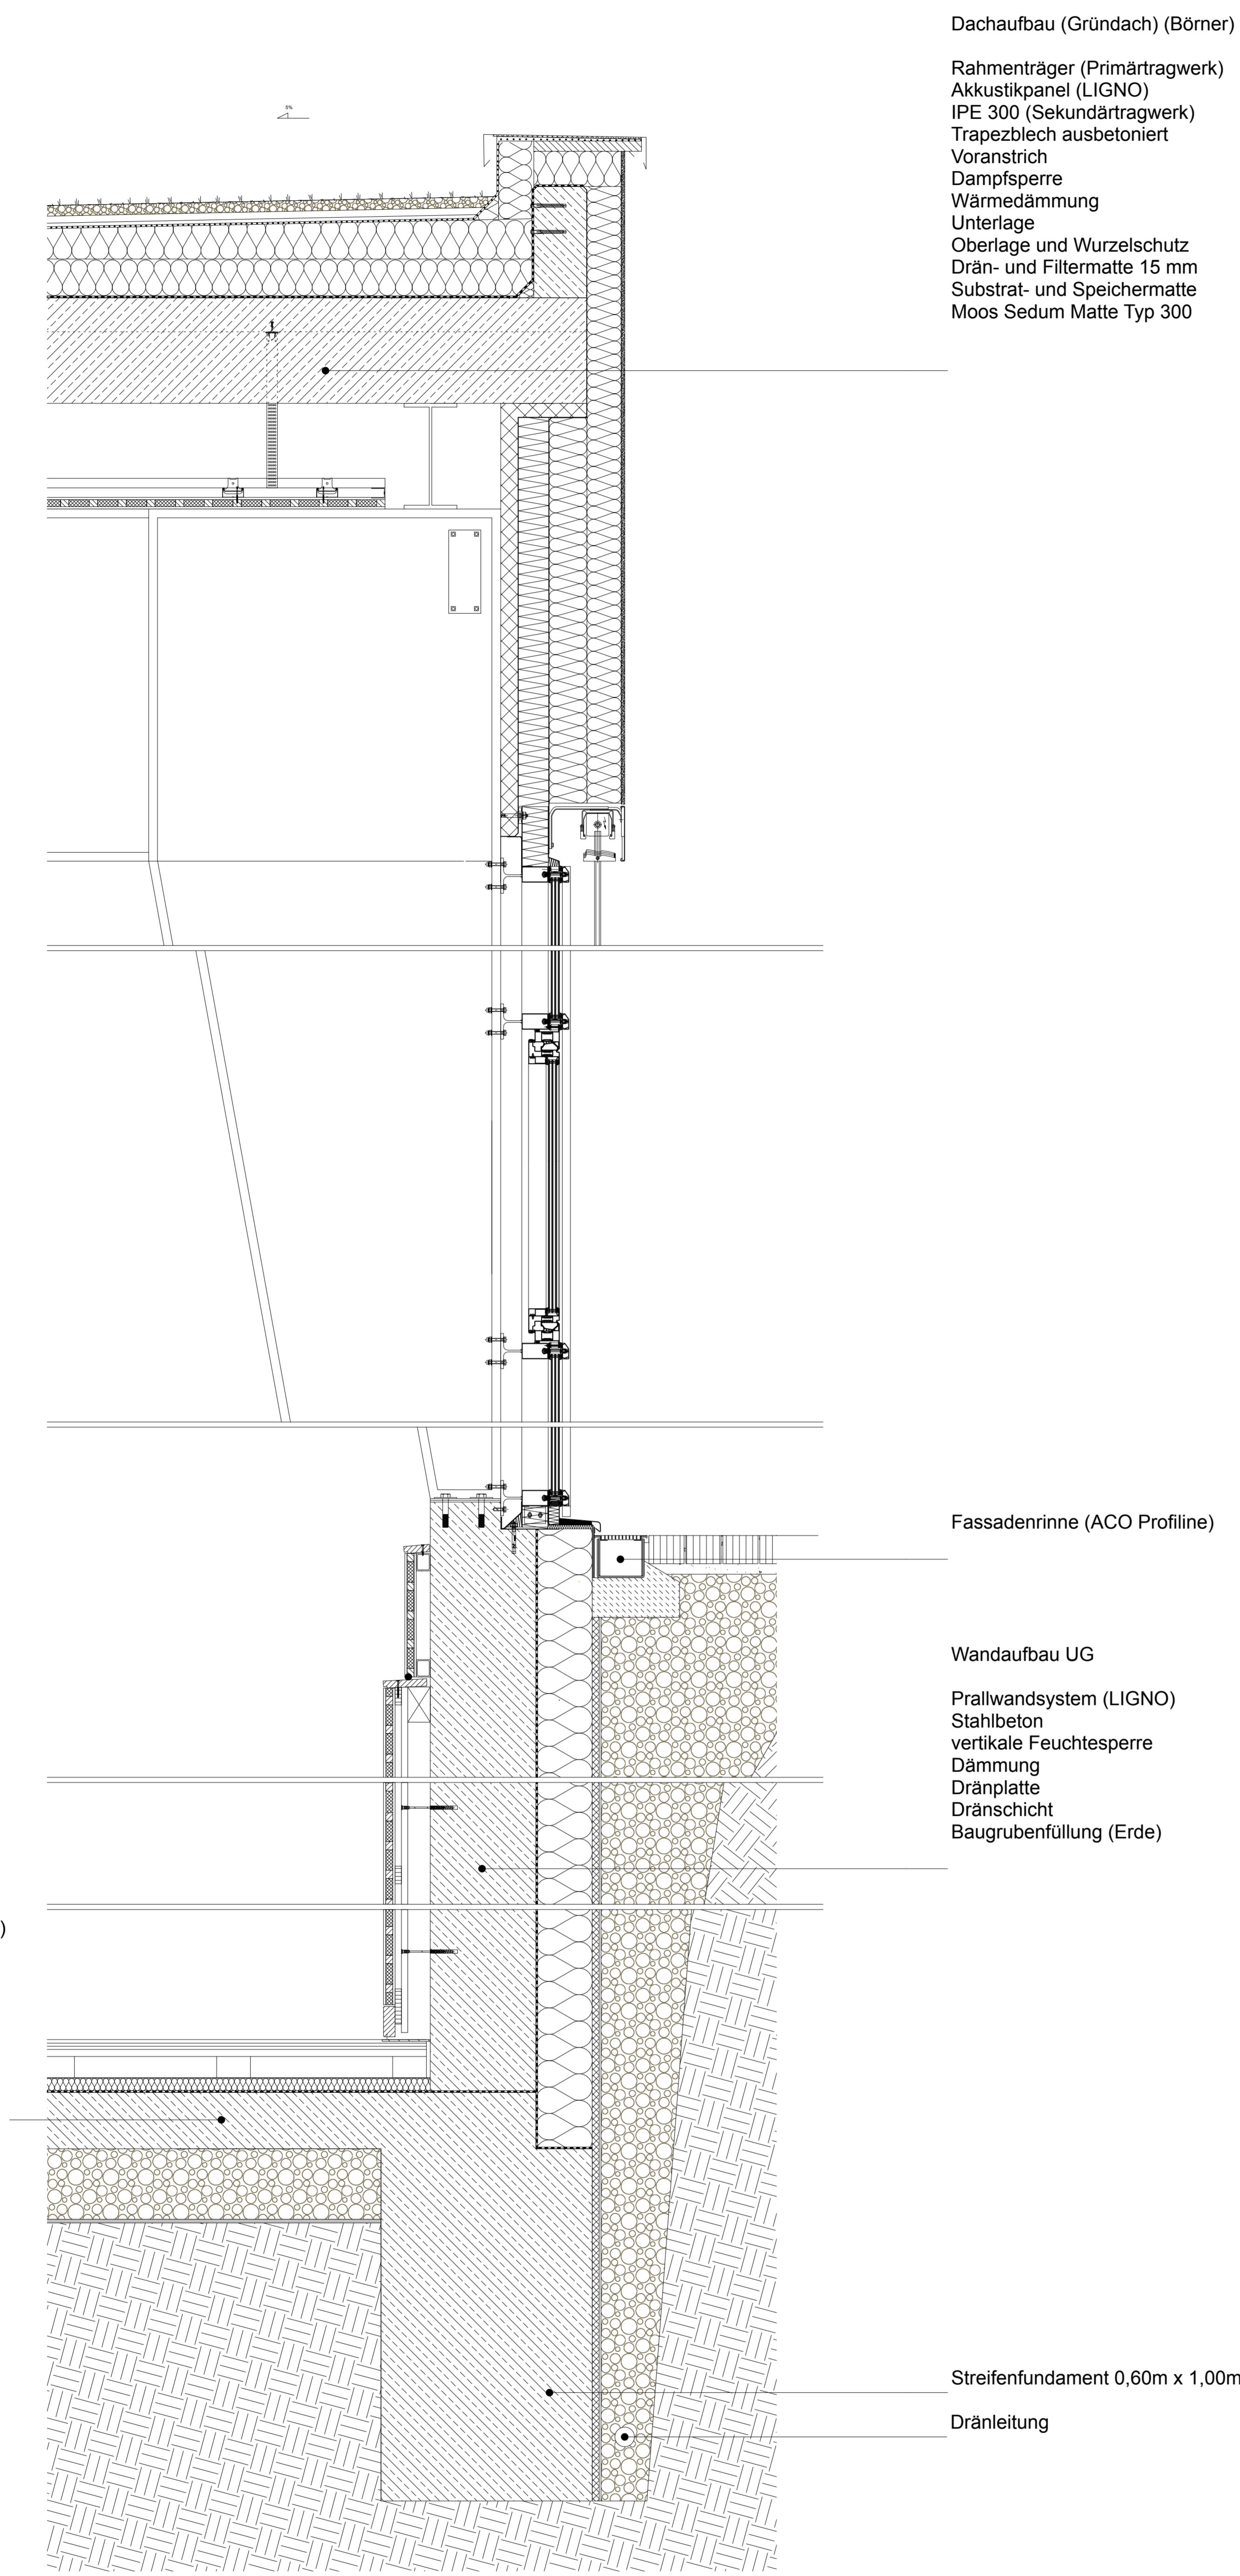 Dachaufbau (Gründach) (Börner)
Rahmenträger (Primärtragwerk)
Akkustikpanel (LIGNO)
IPE 300 (Sekundärtragwerk)
Trapezblech ausbetoniert
Voranstrich
Dampfsperre
Wärmedämmung
Unterlage
Oberlage und Wurzelschutz
Drän- und Filtermatte 15 mm
Substrat- und Speichermatte
Moos Sedum Matte Typ 300
Fassadenrinne (ACO Profiline)
Wandaufbau UG
Prallwandsystem (LIGNO)
Stahlbeton
vertikale Feuchtesperre
Dämmung
Dränplatte
Dränschicht
Baugrubenfüllung (Erde)
)
Streifenfundament 0,60m x 1,00m
Dränleitung